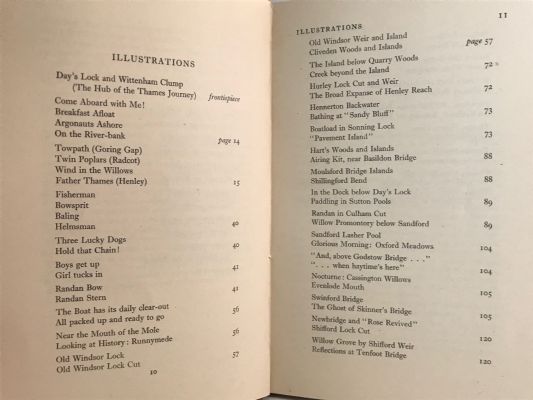 ILLUSTRATIONS
Day's Lock and Wittenham Clump
(The Hub of the Thames Journey) frontispiece
Come Aboard with Me!
Breakfast Afloat
Argonauts Ashore
On the River-bank page 14
Towpath (Goring Gap)
Twin Poplars (Radcot)
Wind in the Willows
Father Thames (Henley) 15
Fisherman
Bowsprit
Baling
Helmsman 40
Three Lucky Dogs
Hold that Chain! 40
Boys get up
Girl tucks in 41
Randan Bow
Randan Stern 41
The Boat has its daily clear-out
All packed up and ready to go 56
Near the Mouth of the Mole
Looking at History: Runnymede 56
Old Windsor Lock
Old Windsor Lock Cut 57
10
11
ILLUSTRATIONS
Old Windsor Weir and Island
Cliveden Woods and Islands page 57
The Island below Quarry Woods
Creek beyond the Island 72
Hurley Lock Cut and Weir
The Broad Expanse of Henley Reach 72
Hennerton Backwater
Bathing at "Sandy Bluff" 73
Boatload in Sonning Lock
"Pavement Island" 73
Hart's Woods and Islands
Airing Kit, near Basildon Bridge 88
Moulsford Bridge Islands
Shillingford Bend 88
In the Dock below Day's Lock
Paddling in Sutton Pools 89
Randan in Culham Cut
Willow Promontory below Sandford 89
Sandford Lasher Pool
Glorious Morning: Oxford Meadows 104
"And, above Godstow Bridge . . ."
". . . when haytime's here" 104
Nocturne: Cassington Willows
Evenlode Mouth 105
Swinford Bridge
The Ghost of Skinner's Bridge 105
Newbridge and "Rose Revived"
Shifford Lock Cut 120
Willow Grove by Shifford Weir
Reflections at Tenfoot Bridge 120